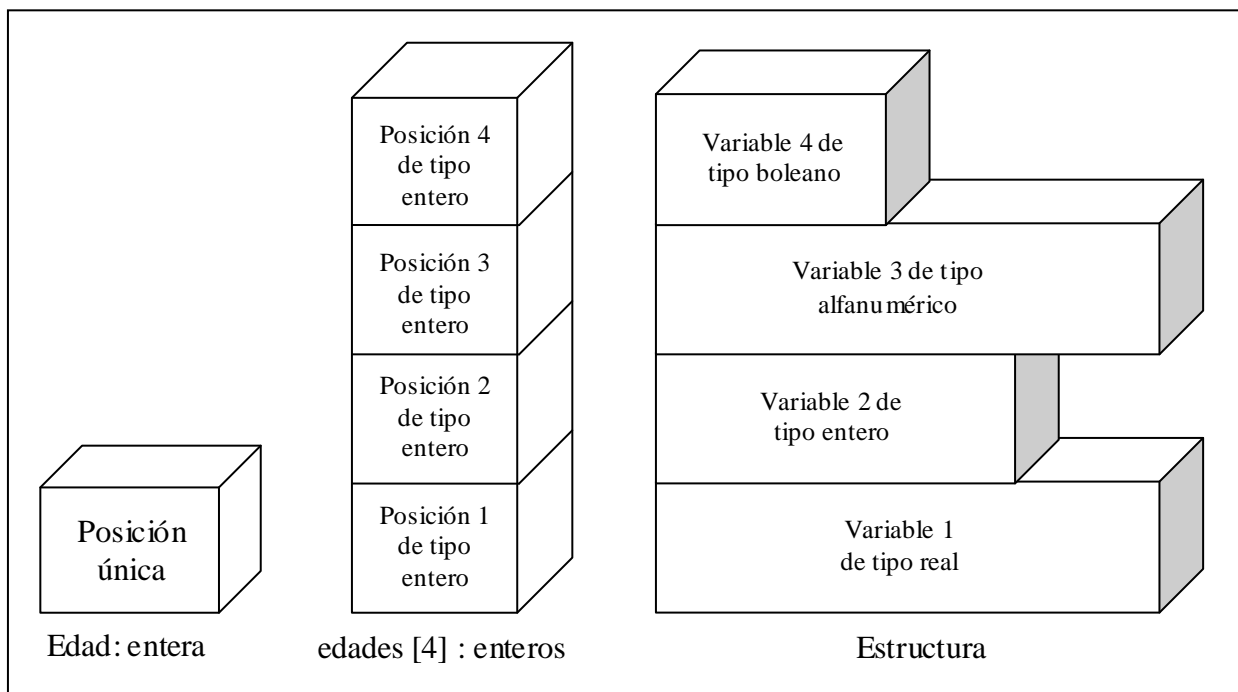 Posición
única
Edad: entera
Posición 4
de tipo
entero
Posición 3
de tipo
entero
Posición 2
de tipo
entero
Posición 1
de tipo
entero
edades [4] : enteros
Variable 4 de
tipo boleano
Variable 3 de tipo
alfanumérico
Variable 2 de
tipo entero
Variable 1
de tipo real
Estructura